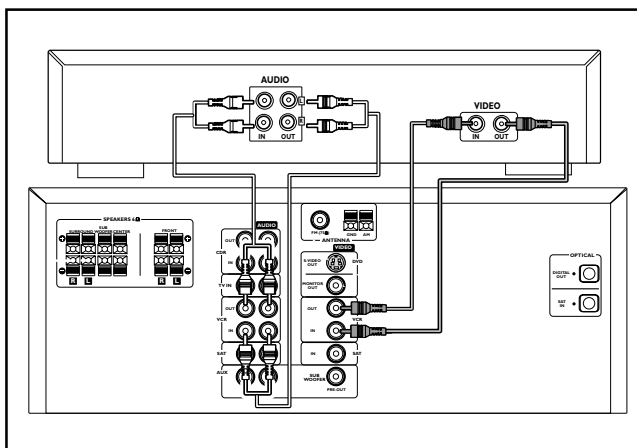 AUDIO
L
R
IN OUT
VIDEO
IN OUT
SPEAKERS 6Ω
SURROUND SUB WOOFER CENTER
FRONT
R L
R L
AUDIO
OUT
CDR
IN
TV IN
OUT
VCR
IN
SAT
AUX
FM (75Ω)
GND AM
ANTENNA
VIDEO
S-VIDEO OUT
DVD
MONITOR OUT
OUT
VCR
IN
IN
SAT
SUB WOOFER
PRE-OUT
OPTICAL
DIGITAL OUT
SAT IN